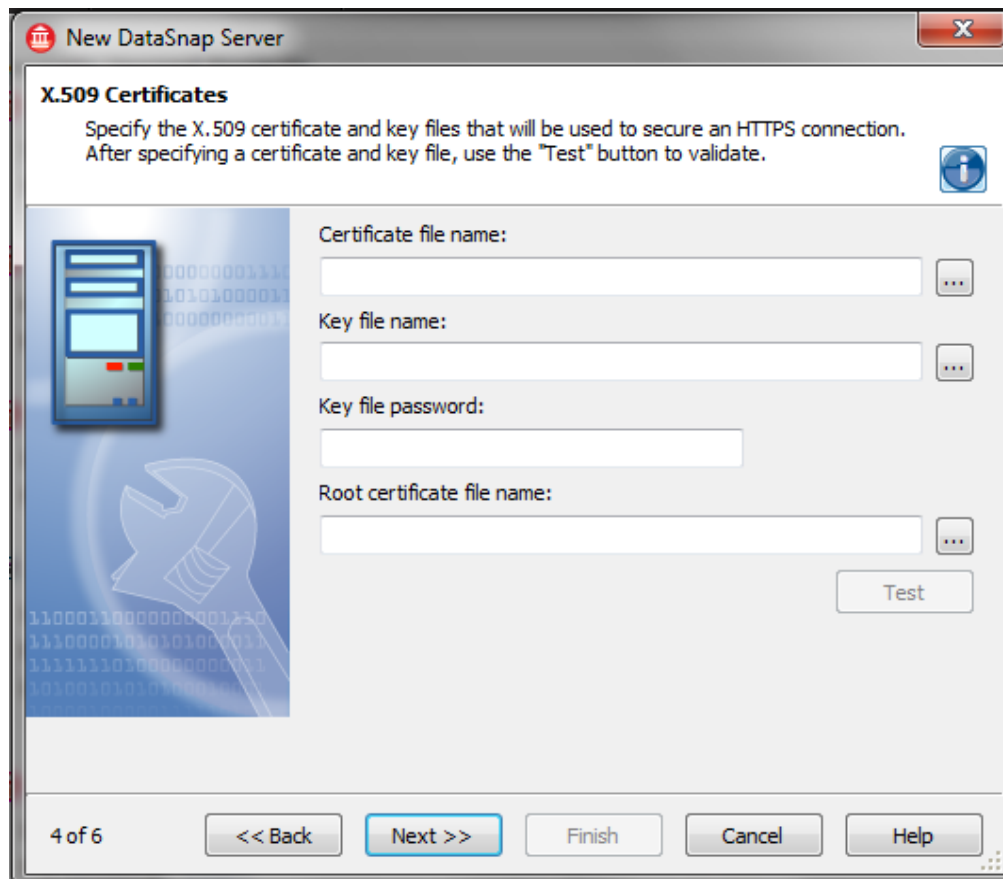 New DataSnap Server
X.509 Certificates
Specify the X.509 certificate and key files that will be used to secure an HTTPS connection.
After specifying a certificate and key file, use the "Test" button to validate.
Certificate file name:
...
Key file name:
...
Key file password:
Root certificate file name:
...
Test
4 of 6
<< Back
Next >>
Finish
Cancel
Help